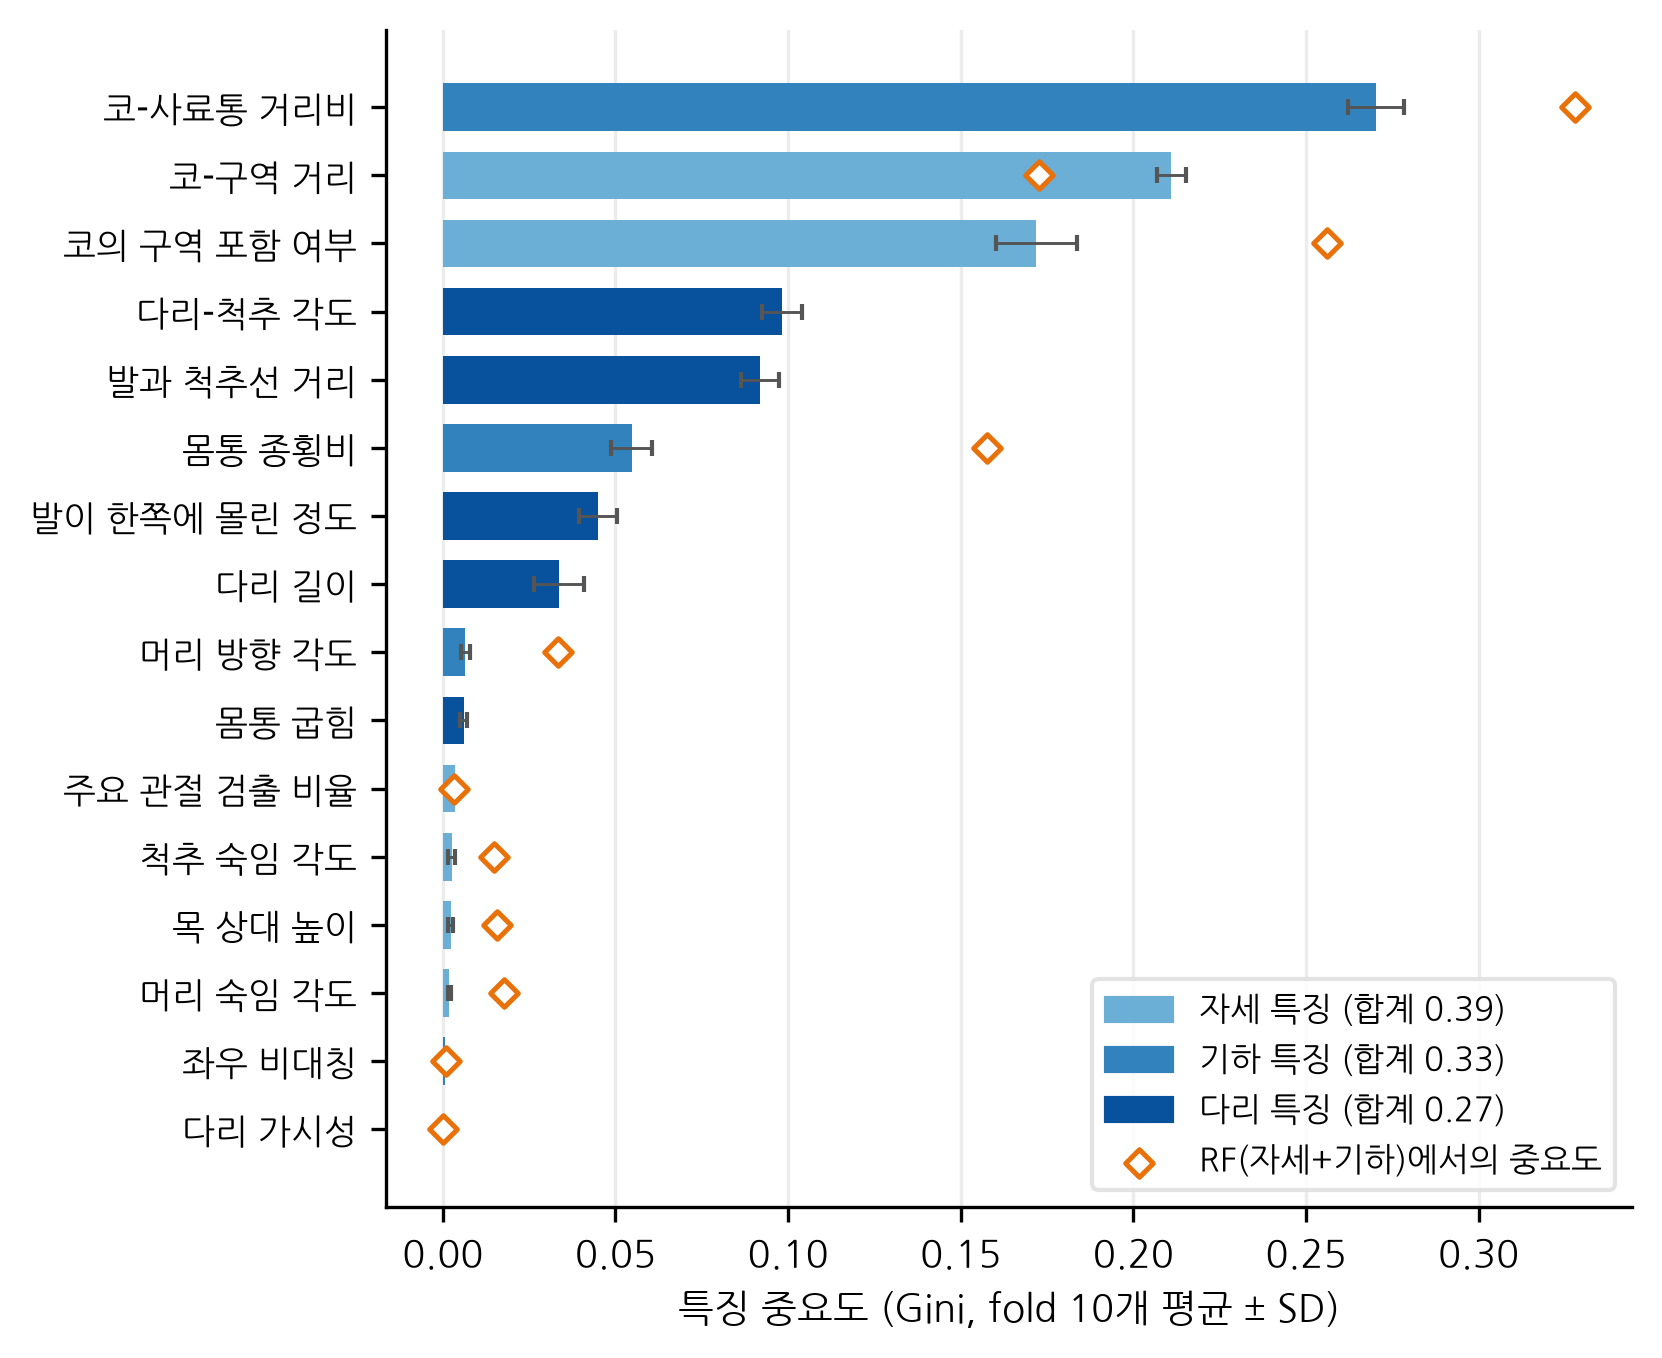 코-사료통 거리비
코-구역 거리
코의 구역 포함 여부
다리-척추 각도
발과 척추선 거리
몸통 종횡비
발이 한쪽에 몰린 정도
다리 길이
머리 방향 각도
몸통 굽힘
주요 관절 검출 비율
척추 숙임 각도
목 상대 높이
머리 숙임 각도
좌우 비대칭
다리 가시성
자세 특징 (합계 0.39)
기하 특징 (합계 0.33)
다리 특징 (합계 0.27)
RF(자세+기하)에서의 중요도
0.00 0.05 0.10 0.15 0.20 0.25 0.30
특징 중요도 (Gini, fold 10개 평균 ± SD)